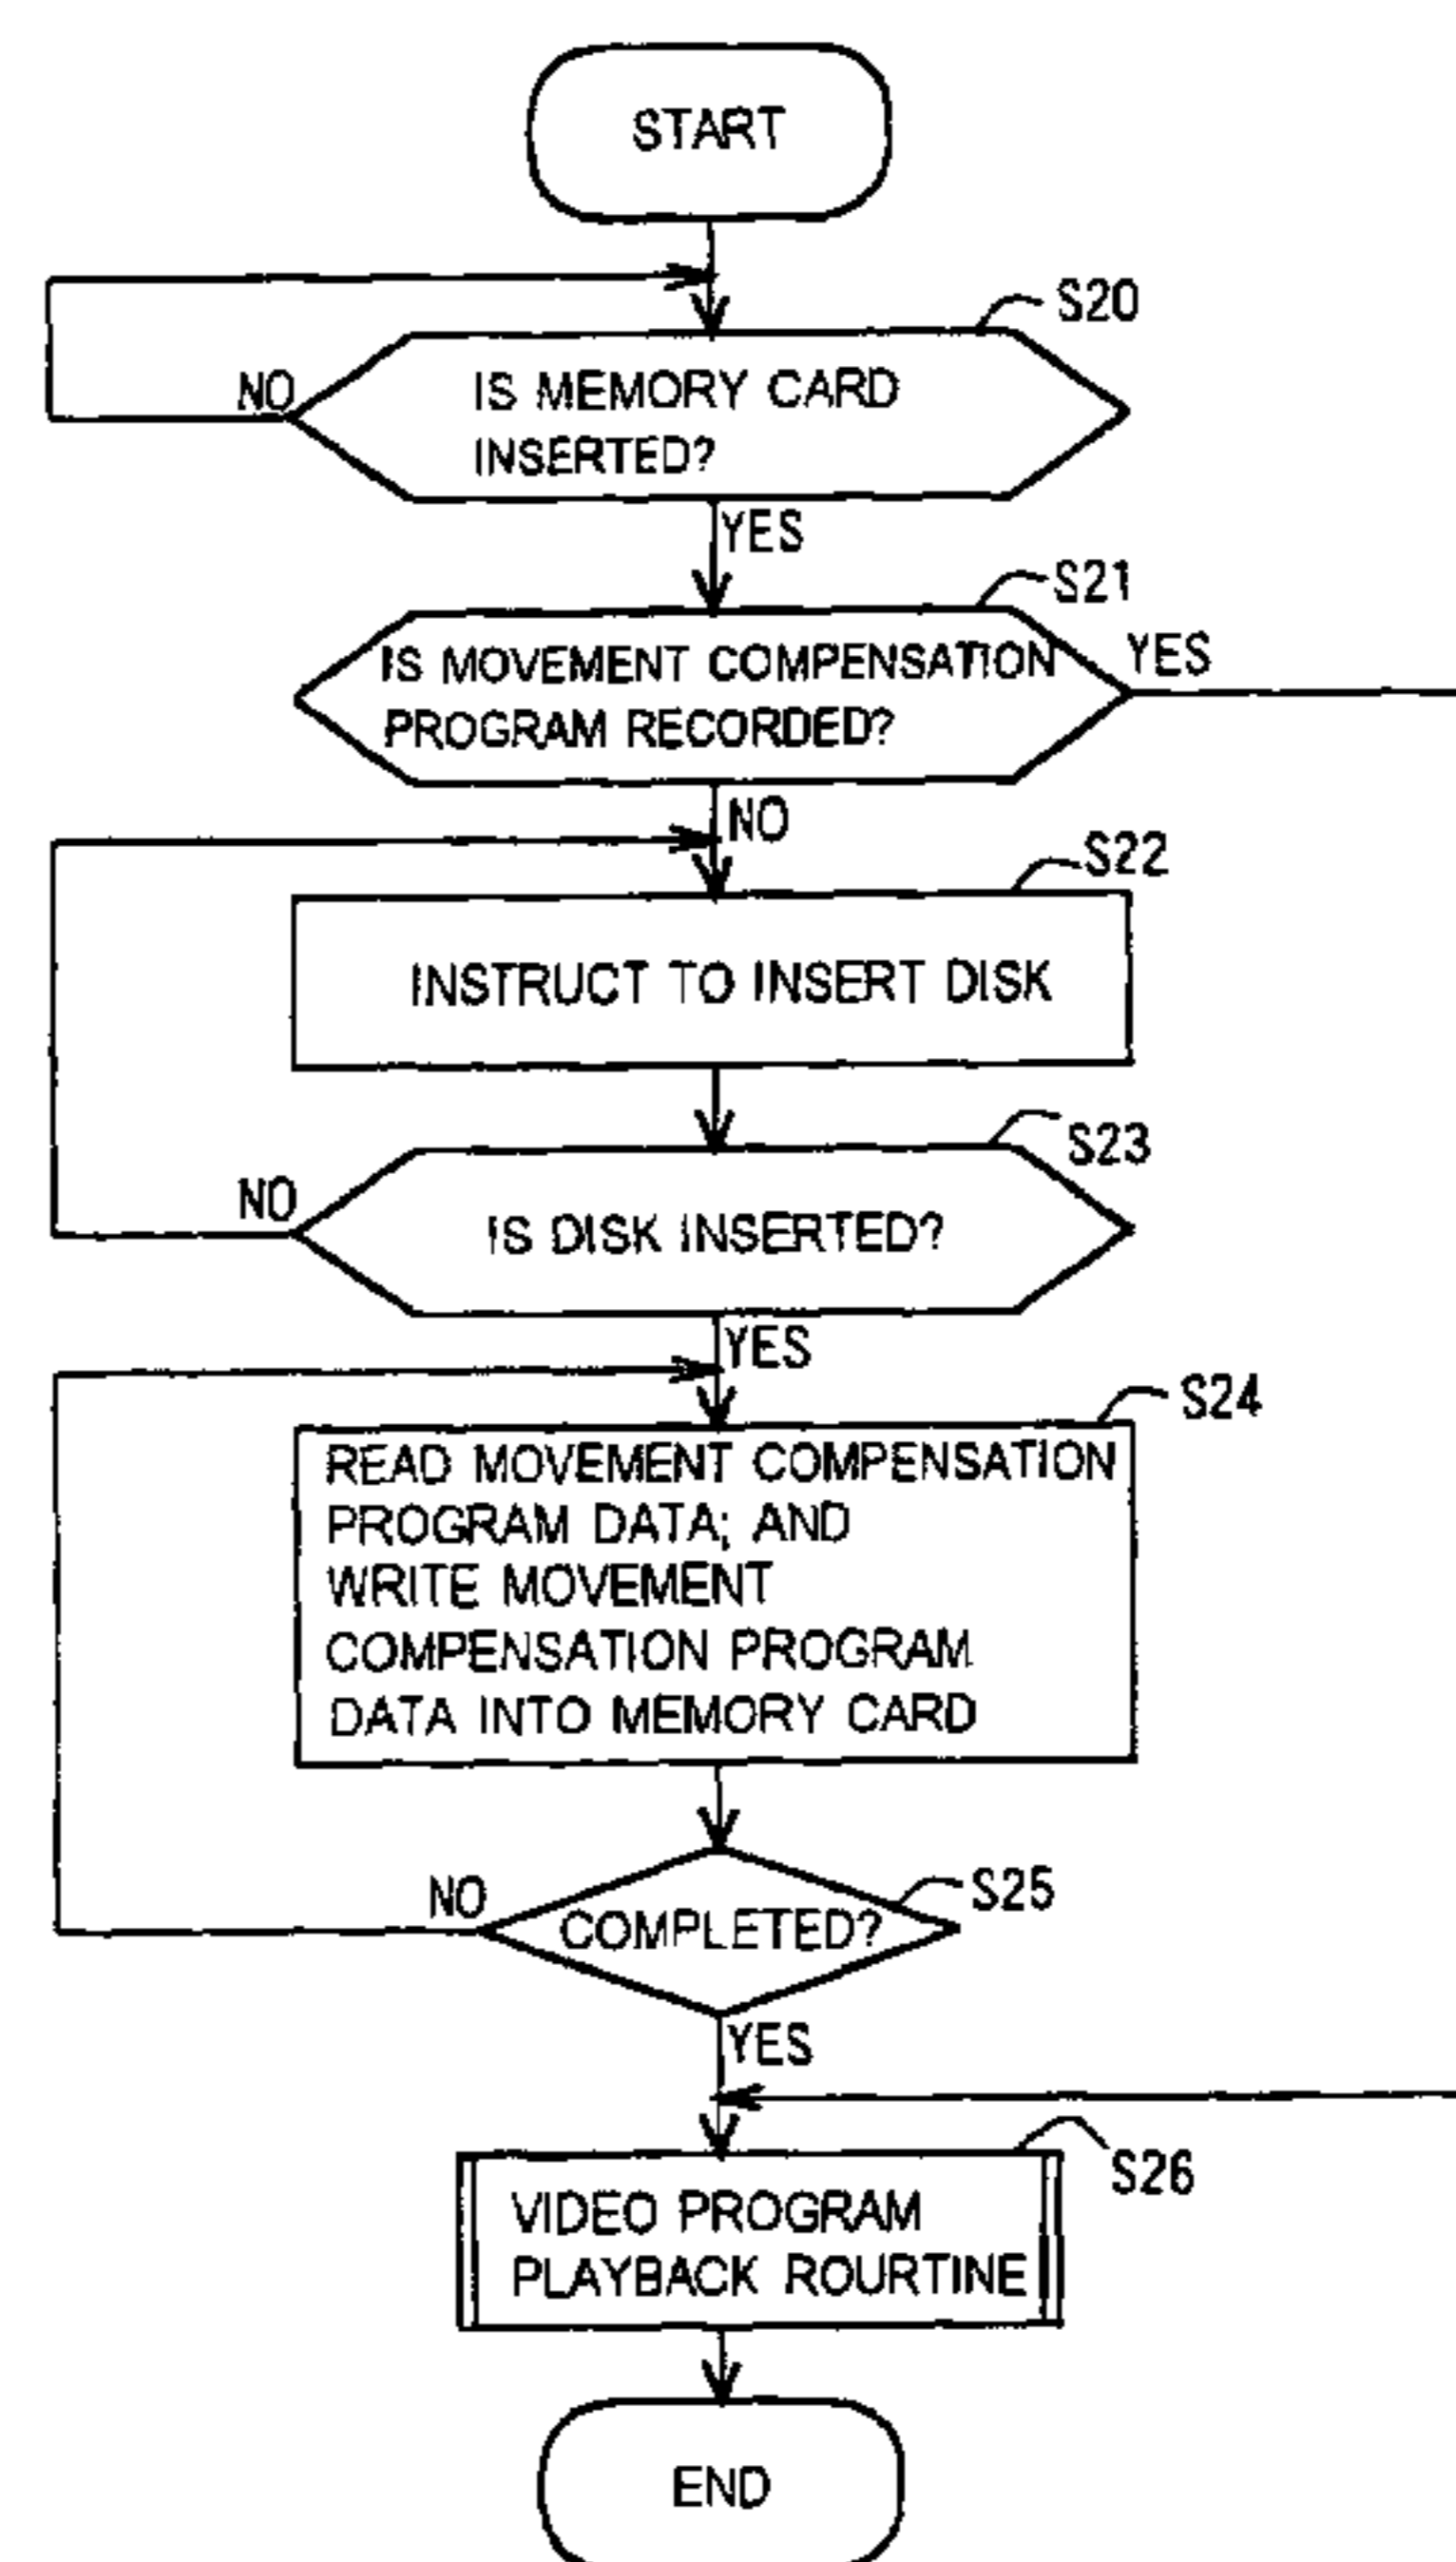 START
S20
NO
IS MEMORY CARD
INSERTED?
YES
S21
IS MOVEMENT COMPENSATION
PROGRAM RECORDED?
YES
NO
S22
INSTRUCT TO INSERT DISK
S23
NO
IS DISK INSERTED?
YES
S24
READ MOVEMENT COMPENSATION
PROGRAM DATA; AND
WRITE MOVEMENT
COMPENSATION PROGRAM
DATA INTO MEMORY CARD
NO
S25
COMPLETED?
YES
S26
VIDEO PROGRAM
PLAYBACK ROURTINE
END